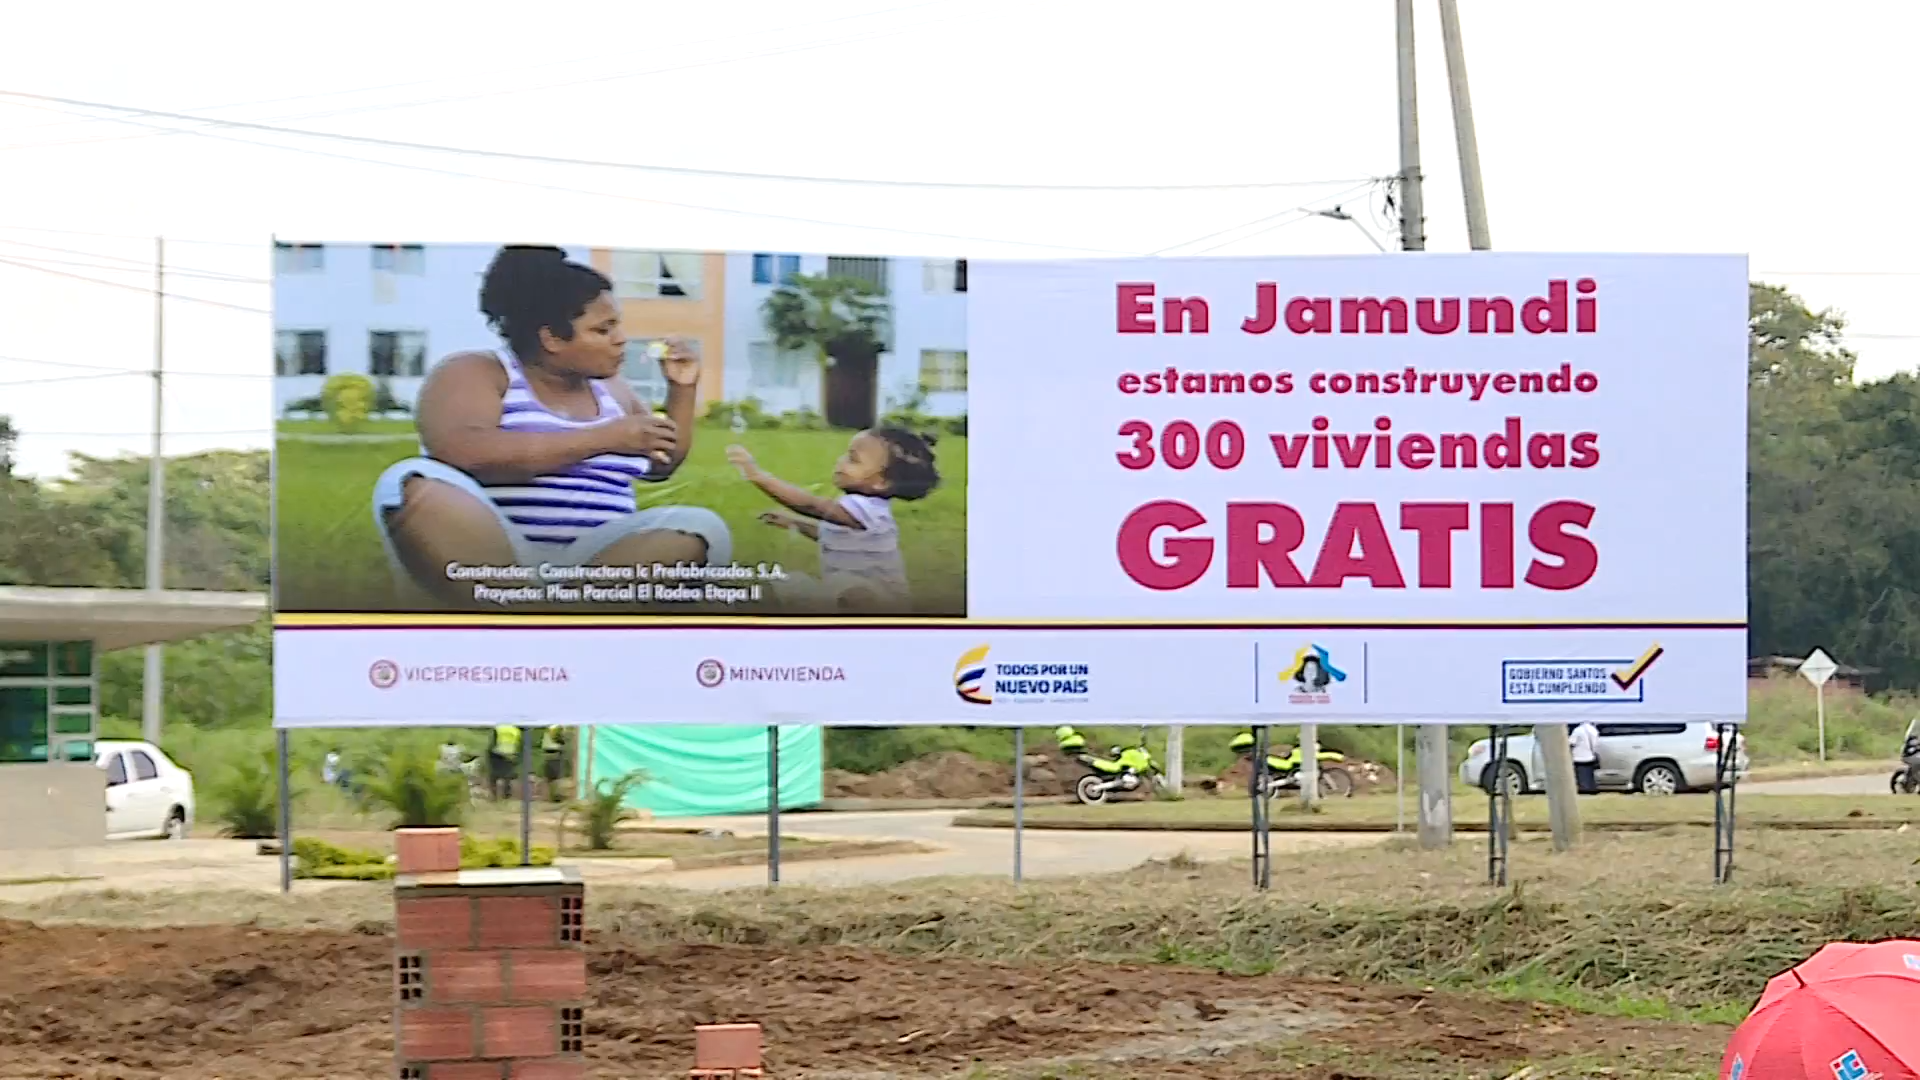 En Jamundi
estamos construyendo
300 viviendas
GRATIS
Constructor: Constructora Ic Prefabricados S.A.
Proyecto: Plan Parcial El Rodeo Etapa II
VICEPRESIDENCIA
MINVIVIENDA
TODOS POR UN
NUEVO PAÍS
GOBIERNO SANTOS
ESTÁ CUMPLIENDO
ic